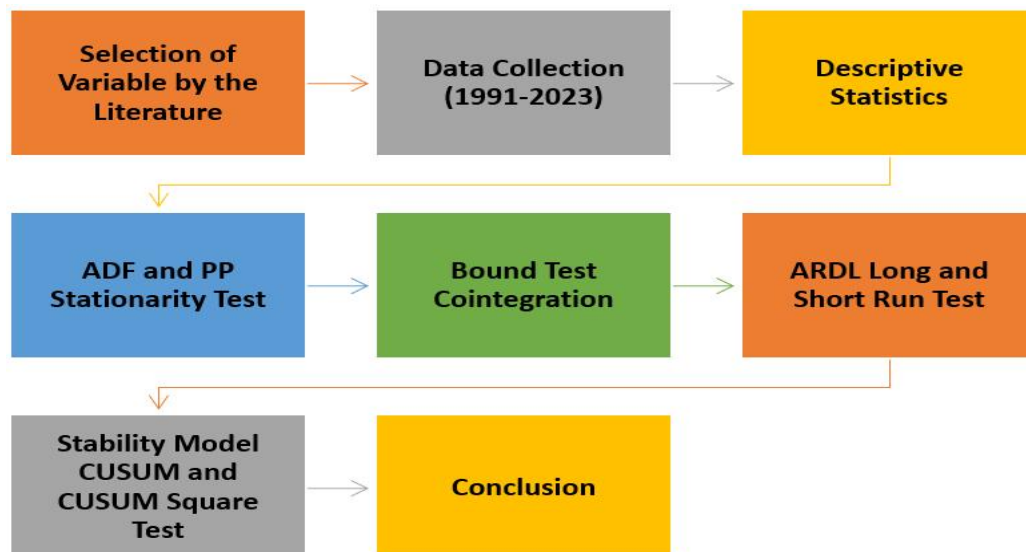 Selection of
Variable by the
Literature
Data Collection
(1991-2023)
Descriptive
Statistics
ADF and PP
Stationarity Test
Bound Test
Cointegration
ARDL Long and
Short Run Test
Stability Model
CUSUM and
CUSUM Square
Test
Conclusion